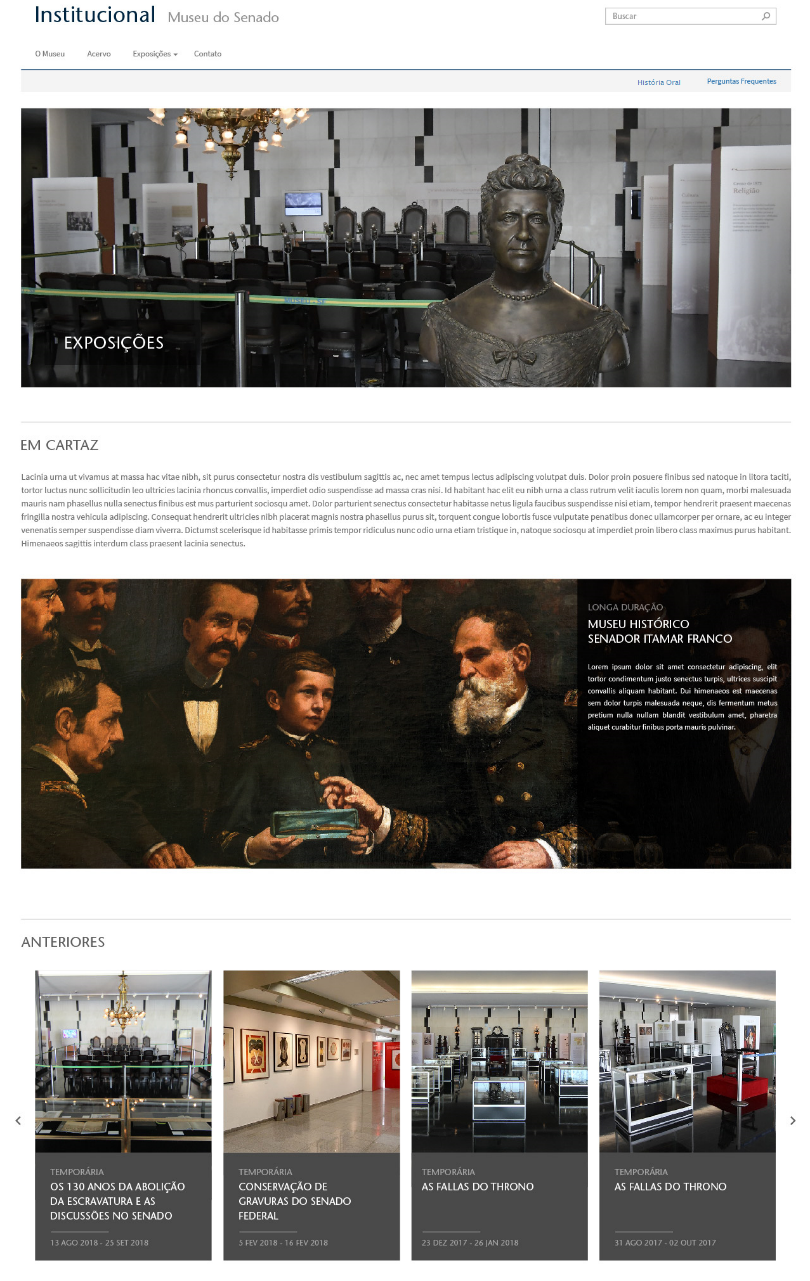 Institucional Museu do Senado
Buscar
O Museu Acervo Exposições Contato
História Oral Perguntas Frequentes
Religião
EXPOSIÇÕES
EM CARTAZ
Lacinia urna ut vivamus at massa hac vitae nibh, sit purus consectetur nostra dis vestibulum sagittis ac, nec amet tempus lectus adipiscing volutpat duis. Dolor proin posuere finibus sed natoque in litora taciti,
tortor luctus nunc sollicitudin leo ultricies lacinia rhoncus convallis, imperdiet odio suspendisse ad massa cras nisi. Id habitant hac elit eu nibh urna a class rutrum velit iaculis lorem non quam, morbi malesuada
mauris nam phasellus nulla senectus finibus est mus parturient sociosqu amet. Dolor parturient senectus consectetur habitasse netus ligula faucibus suspendisse nisi etiam, tempor hendrerit praesent maecenas
fringilla nostra vehicula adipiscing. Consequat hendrerit ultricies nibh placerat magnis nostra phasellus purus sit, torquent congue lobortis fusce vulputate penatibus donec ullamcorper per ornare, ac eu integer
venenatis semper suspendisse diam viverra. Dictumst scelerisque id habitasse primis tempor ridiculus nunc odio urna etiam tristique in, natoque sociosqu at imperdiet proin libero class maximus purus habitant.
Himenaeos sagittis interdum class praesent lacinia senectus.
LONGA DURAÇÃO
MUSEU HISTÓRICO
SENADOR ITAMAR FRANCO
Lorem ipsum dolor sit amet consectetur adipiscing, elit
tortor condimentum justo senectus turpis, ultrices suscipit
convallis aliquam habitant. Dui himenaeos est maecenas
sem dolor turpis malesuada neque, dis fermentum metus
pretium nulla nullam blandit vestibulum amet, pharetra
aliquet curabitur finibus porta mauris pulvinar.
ANTERIORES
TEMPORÁRIA
OS 130 ANOS DA ABOLIÇÃO
DA ESCRAVATURA E AS
DISCUSSÕES NO SENADO
13 AGO 2018 - 25 SET 2018
TEMPORÁRIA
CONSERVAÇÃO DE
GRAVURAS DO SENADO
FEDERAL
5 FEV 2018 - 16 FEV 2018
TEMPORÁRIA
AS FALLAS DO THRONO
23 DEZ 2017 - 26 JAN 2018
TEMPORÁRIA
AS FALLAS DO THRONO
31 AGO 2017 - 02 OUT 2017